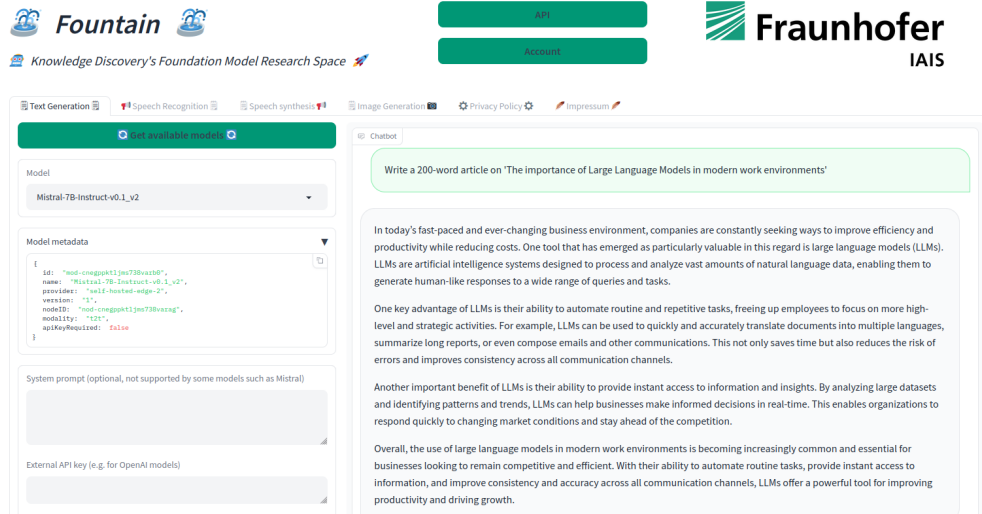 Fountain
Knowledge Discovery's Foundation Model Research Space
API
Account
Fraunhofer
IAIS
Text Generation
Speech Recognition
Speech synthesis
Image Generation
Privacy Policy
Impressum
Get available models
Model
Mistral-7B-Instruct-v0.1_v2
Model metadata
{
id: "mod-cnegppktljms738varb0",
name: "Mistral-7B-Instruct-v0.1_v2",
provider: "self-hosted-edge-2",
version: "1",
nodeID: "nod-cnegppktljms738varag",
modality: "t2t",
apiKeyRequired: false
}
System prompt (optional, not supported by some models such as Mistral)
External API key (e.g. for OpenAI models)
Chatbot
Write a 200-word article on 'The importance of Large Language Models in modern work environments'
In today's fast-paced and ever-changing business environment, companies are constantly seeking ways to improve efficiency and
productivity while reducing costs. One tool that has emerged as particularly valuable in this regard is large language models (LLMs).
LLMs are artificial intelligence systems designed to process and analyze vast amounts of natural language data, enabling them to
generate human-like responses to a wide range of queries and tasks.
One key advantage of LLMs is their ability to automate routine and repetitive tasks, freeing up employees to focus on more high-
level and strategic activities. For example, LLMs can be used to quickly and accurately translate documents into multiple languages,
summarize long reports, or even compose emails and other communications. This not only saves time but also reduces the risk of
errors and improves consistency across all communication channels.
Another important benefit of LLMs is their ability to provide instant access to information and insights. By analyzing large datasets
and identifying patterns and trends, LLMs can help businesses make informed decisions in real-time. This enables organizations to
respond quickly to changing market conditions and stay ahead of the competition.
Overall, the use of large language models in modern work environments is becoming increasingly common and essential for
businesses looking to remain competitive and efficient. With their ability to automate routine tasks, provide instant access to
information, and improve consistency and accuracy across all communication channels, LLMs offer a powerful tool for improving
productivity and driving growth.